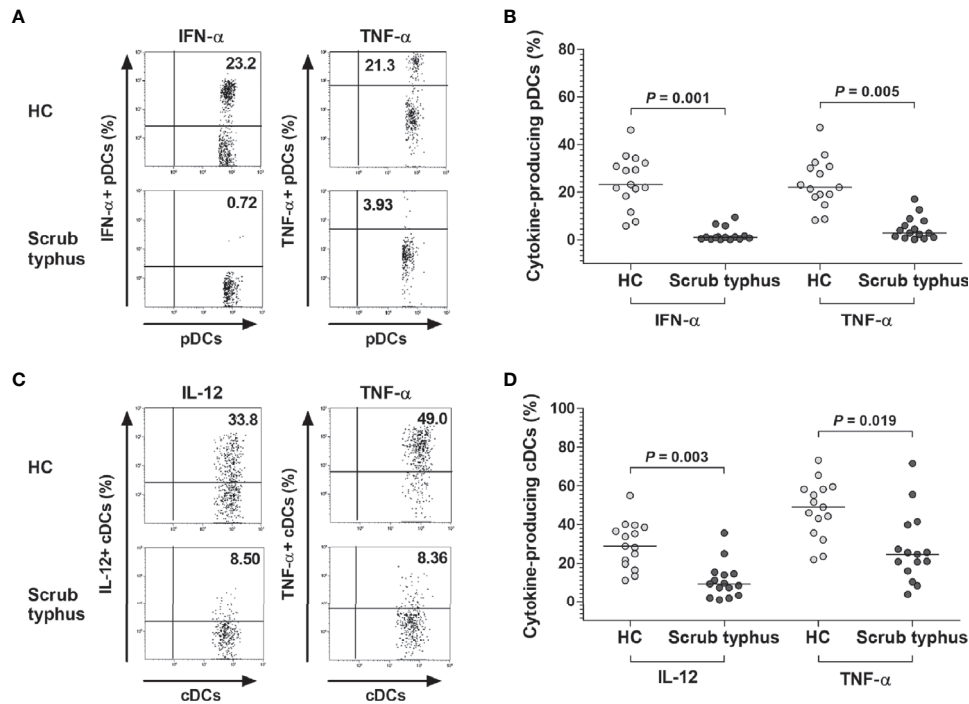 A
IFN-α
TNF-α
HC
IFN-α+ pDCs (%)
23.2
TNF-α+ pDCs (%)
21.3
Scrub
typhus
0.72
3.93
pDCs
pDCs
B
Cytokine-producing pDCs (%)
80
60
40
20
0
P = 0.001
P = 0.005
HC Scrub typhus HC Scrub typhus
IFN-α TNF-α
C
IL-12
TNF-α
HC
IL-12+ cDCs (%)
33.8
TNF-α+ cDCs (%)
49.0
Scrub
typhus
8.50
8.36
cDCs
cDCs
D
Cytokine-producing cDCs (%)
100
80
60
40
20
0
P = 0.003
P = 0.019
HC Scrub typhus HC Scrub typhus
IL-12 TNF-α